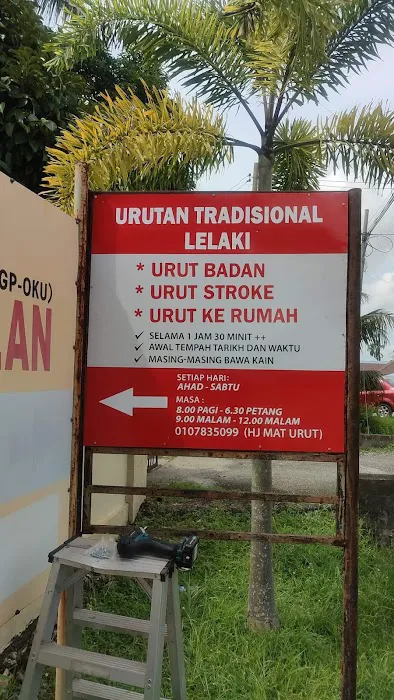 GP-OKU)
URUTAN TRADISIONAL
LELAKI
* URUT BADAN
* URUT STROKE
* URUT KE RUMAH
✓ SELAMA 1 JAM 30 MINIT ++
✓ AWAL TEMPAH TARIKH DAN WAKTU
✓ MASING-MASING BAWA KAIN
SETIAP HARI:
AHAD - SABTU
MASA :
8.00 PAGI - 6.30 PETANG
9.00 MALAM - 12.00 MALAM
0107835099 (HJ MAT URUT)